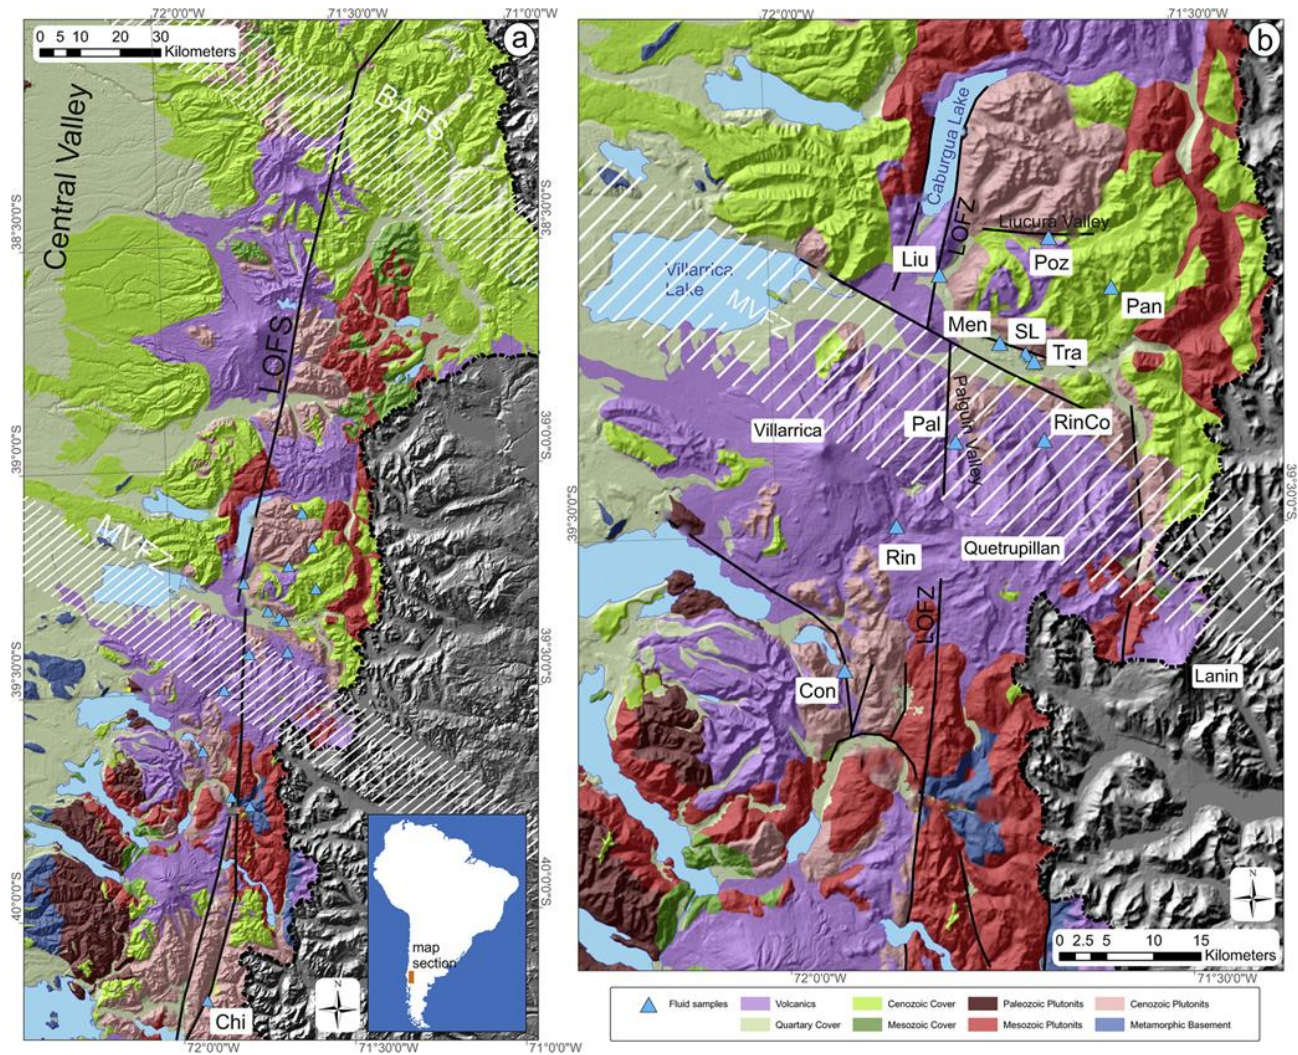 72°0'0"W
71°30'0"W
71°0'0"W
0 5 10 20 30
Kilometers
a
Central Valley
BAFS
38°30'0"S
38°30'0"S
LOFS
39°0'0"S
39°0'0"S
MVFZ
39°30'0"S
39°30'0"S
40°0'0"S
40°0'0"S
map
section
N
Chi
72°0'0"W
71°30'0"W
71°0'0"W
72°0'0"W
71°30'0"W
b
Caburgua Lake
LOFZ
Liucura Valley
Liu
Poz
Villarrica
Lake
MVFZ
Pan
Men
SL
Tra
Palguin Valley
Villarrica
Pal
RinCo
39°30'0"S
39°30'0"S
Rin
Quetrupillan
LOFZ
Con
Lanin
N
0 2.5 5 10 15
Kilometers
72°0'0"W
71°30'0"W
Fluid samples
Volcanics
Cenozoic Cover
Paleozoic Plutonits
Cenozoic Plutonits
Quartary Cover
Mesozoic Cover
Mesozoic Plutonits
Metamorphic Basement